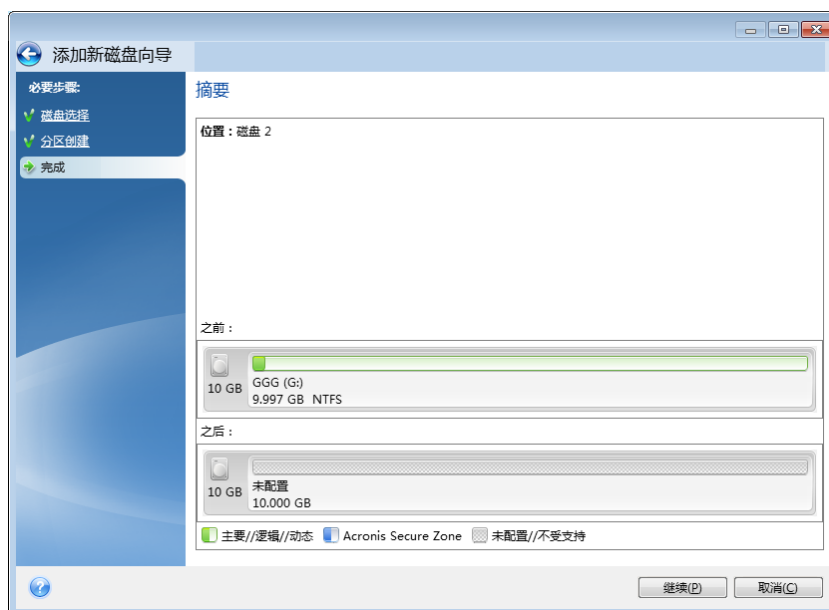 添加新磁盘向导
必要步骤:
磁盘选择
分区创建
完成
摘要
位置：磁盘 2
之前：
10 GB
GGG (G:)
9.997 GB NTFS
之后：
10 GB
未配置
10.000 GB
主要//逻辑//动态 Acronis Secure Zone 未配置//不受支持
继续(P) 取消(C)